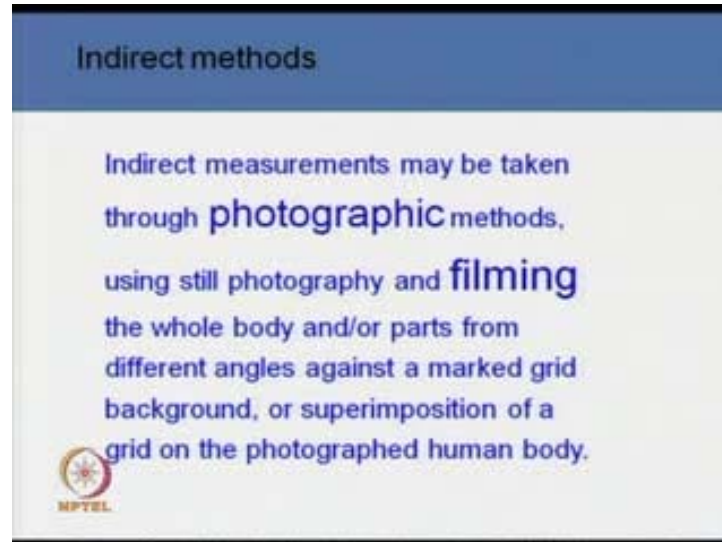 Indirect methods
Indirect measurements may be taken
through photographic methods,
using still photography and filming
the whole body and/or parts from
different angles against a marked grid
background, or superimposition of a
grid on the photographed human body.
NPTEL